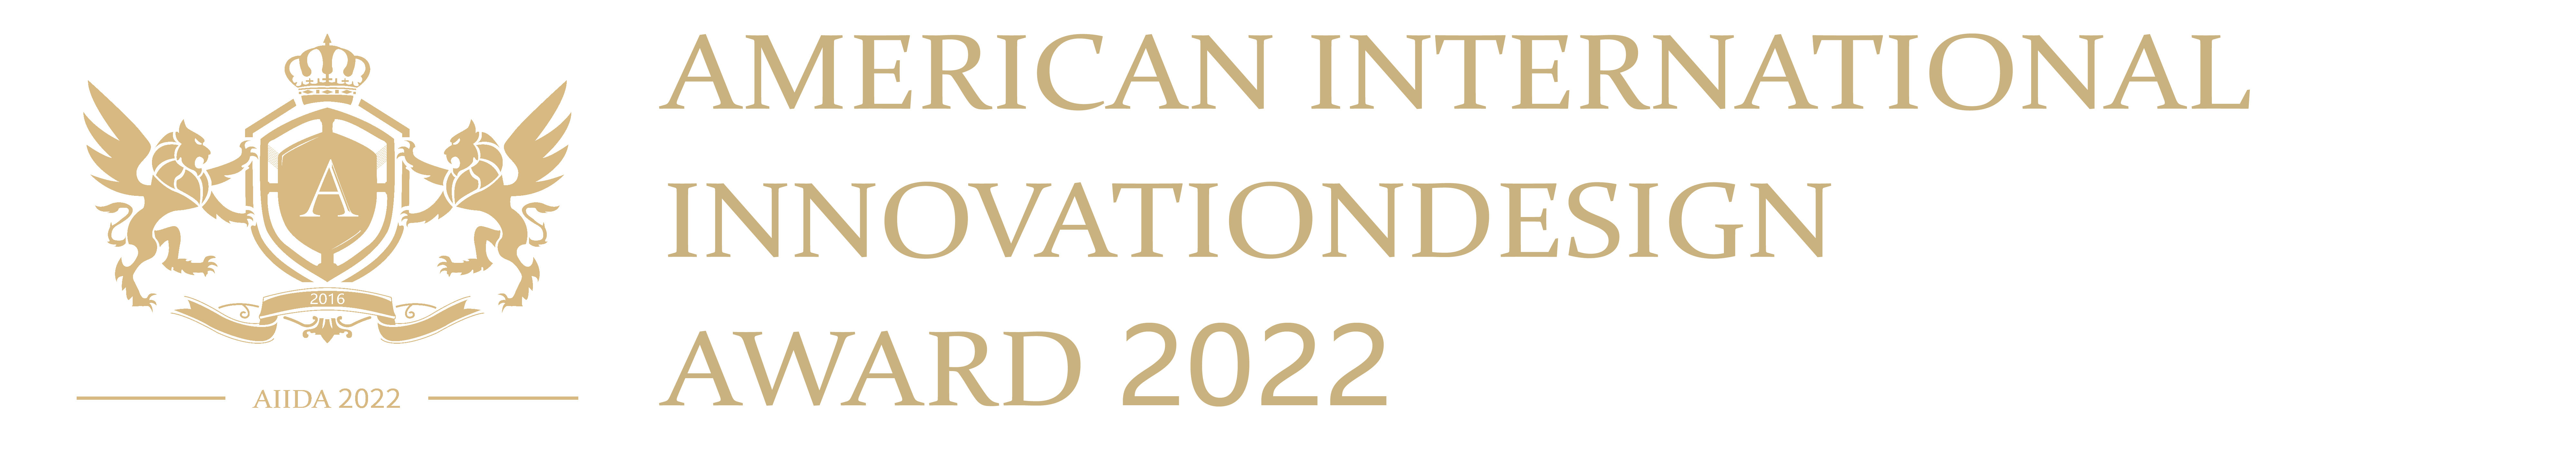 A
2016
AIIDA 2022
AMERICAN INTERNATIONAL
INNOVATIONDESIGN
AWARD 2022